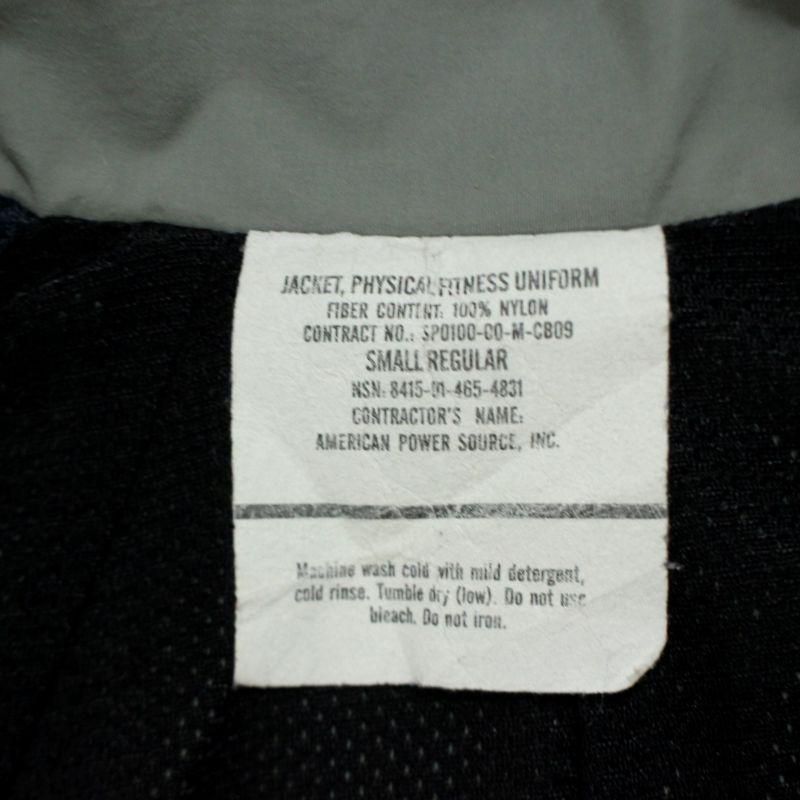 JACKET, PHYSICAL FITNESS UNIFORM
FIBER CONTENT: 100% NYLON
CONTRACT NO.: SP0100-00-M-CB09
SMALL REGULAR
NSN: 8415-01-465-4831
CONTRACTOR'S NAME:
AMERICAN POWER SOURCE, INC.
Machine wash cold with mild detergent,
cold rinse. Tumble dry (low). Do not use
bleach. Do not iron.